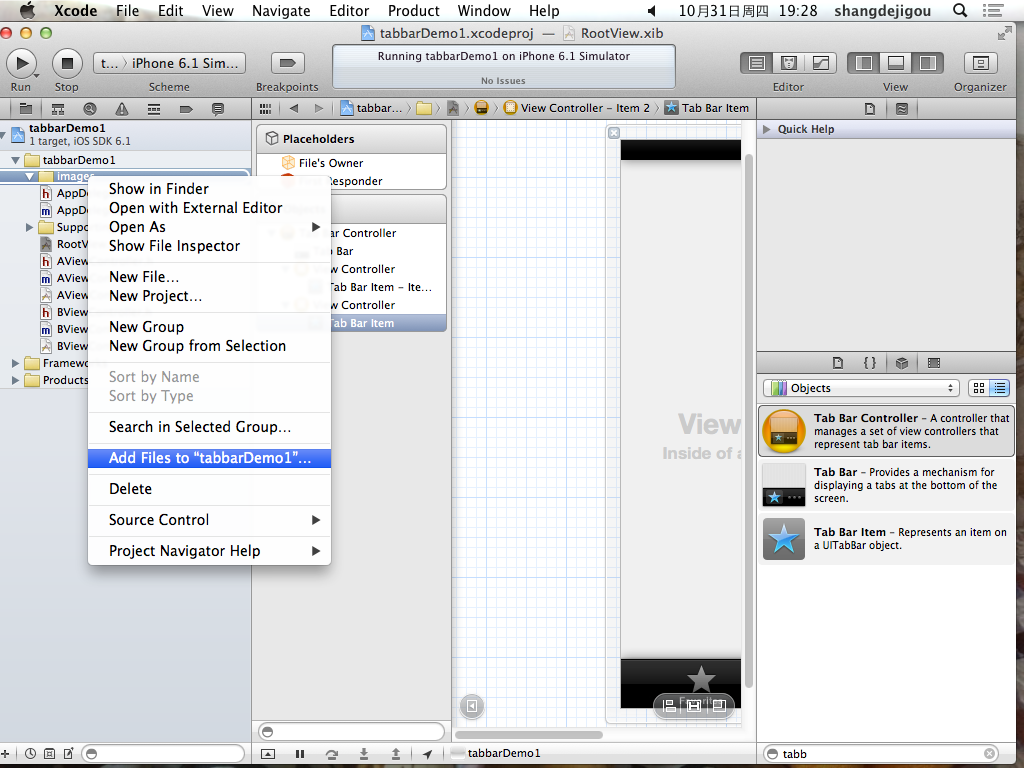 Xcode File Edit View Navigate Editor Product Window Help 10月31日周四 19:28 shangdejigou
tabbarDemo1.xcodeproj — RootView.xib
Running tabbarDemo1 on iPhone 6.1 Simulator
No Issues
t... iPhone 6.1 Sim...
Run Stop Scheme Breakpoints Editor View Organizer
tabbar... View Controller – Item 2 Tab Bar Item
tabbarDemo1
1 target, iOS SDK 6.1
tabbarDemo1
images
AppDe
AppDe
Suppo
RootV
AView
AView
AView
BView
BView
BView
Framew
Products
Show in Finder
Open with External Editor
Open As
Show File Inspector
New File...
New Project...
New Group
New Group from Selection
Sort by Name
Sort by Type
Search in Selected Group...
Add Files to “tabbarDemo1”...
Delete
Source Control
Project Navigator Help
Placeholders
File's Owner
Responder
ar Controller
Tab Bar
View Controller
Tab Bar Item – Ite...
View Controller
Tab Bar Item
View
Inside of a
Quick Help
{ }
Objects
Tab Bar Controller – A controller that
manages a set of view controllers that
represent tab bar items.
Tab Bar – Provides a mechanism for
displaying a tabs at the bottom of the
screen.
Tab Bar Item – Represents an item on
a UITabBar object.
tabbarDemo1
tabb